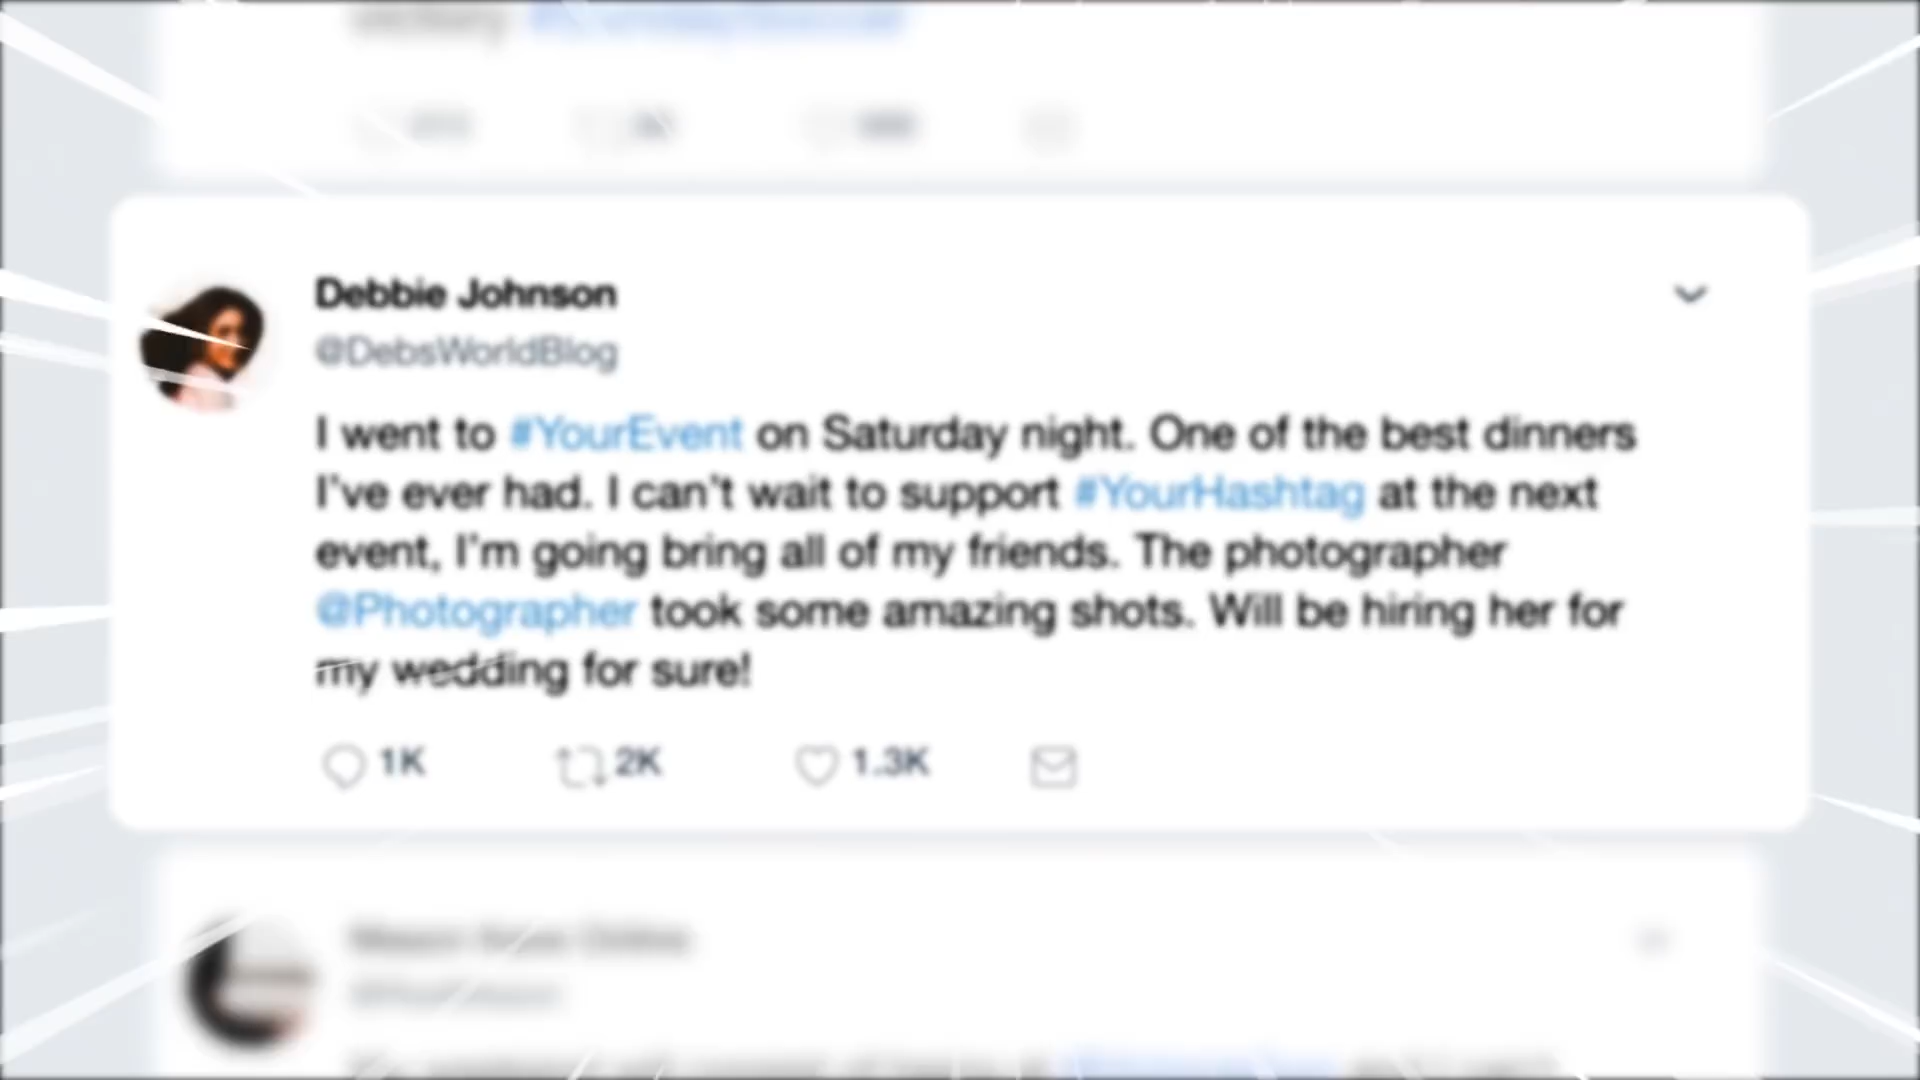 Debbie Johnson
@DebsWorldBlog
I went to #YourEvent on Saturday night. One of the best dinners
I've ever had. I can't wait to support #YourHashtag at the next
event, I'm going bring all of my friends. The photographer
@Photographer took some amazing shots. Will be hiring her for
my wedding for sure!
1K 2K 1.3K